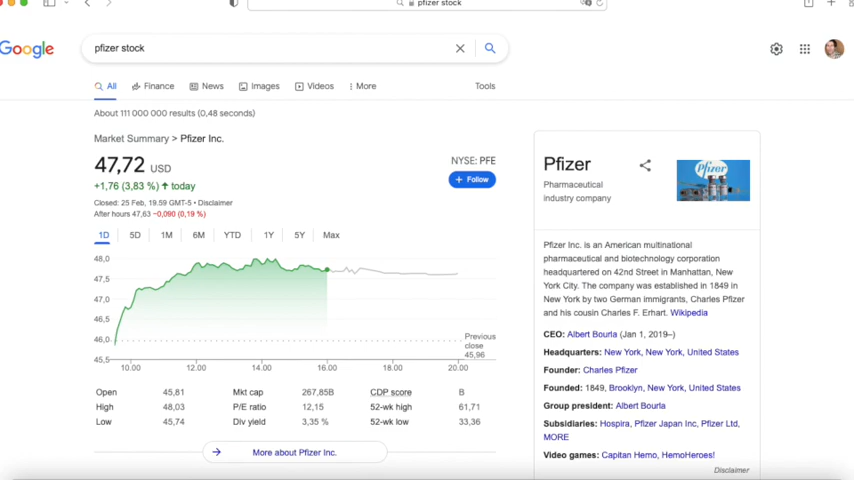 pfizer stock
Google
pfizer stock
All
Finance
News
Images
Videos
More
Tools
About 111 000 000 results (0,48 seconds)
Market Summary > Pfizer Inc.
47,72 USD
+1,76 (3,83 %) ↑ today
Closed: 25 Feb, 19.59 GMT-5 • Disclaimer
After hours 47,63 −0,090 (0,19 %)
NYSE: PFE
+ Follow
1D 5D 1M 6M YTD 1Y 5Y Max
48,0
47,5
47,0
46,5
46,0
45,5
Previous
close
45,96
10.00 12.00 14.00 16.00 18.00 20.00
Open 45,81 Mkt cap 267,85B CDP score B
High 48,03 P/E ratio 12,15 52-wk high 61,71
Low 45,74 Div yield 3,35 % 52-wk low 33,36
More about Pfizer Inc.
Pfizer
Pharmaceutical
industry company
Pfizer
Pfizer Inc. is an American multinational
pharmaceutical and biotechnology corporation
headquartered on 42nd Street in Manhattan, New
York City. The company was established in 1849 in
New York by two German immigrants, Charles Pfizer
and his cousin Charles F. Erhart. Wikipedia
CEO: Albert Bourla (Jan 1, 2019–)
Headquarters: New York, New York, United States
Founder: Charles Pfizer
Founded: 1849, Brooklyn, New York, United States
Group president: Albert Bourla
Subsidiaries: Hospira, Pfizer Japan Inc, Pfizer Ltd,
MORE
Video games: Capitan Hemo, HemoHeroes!
Disclaimer